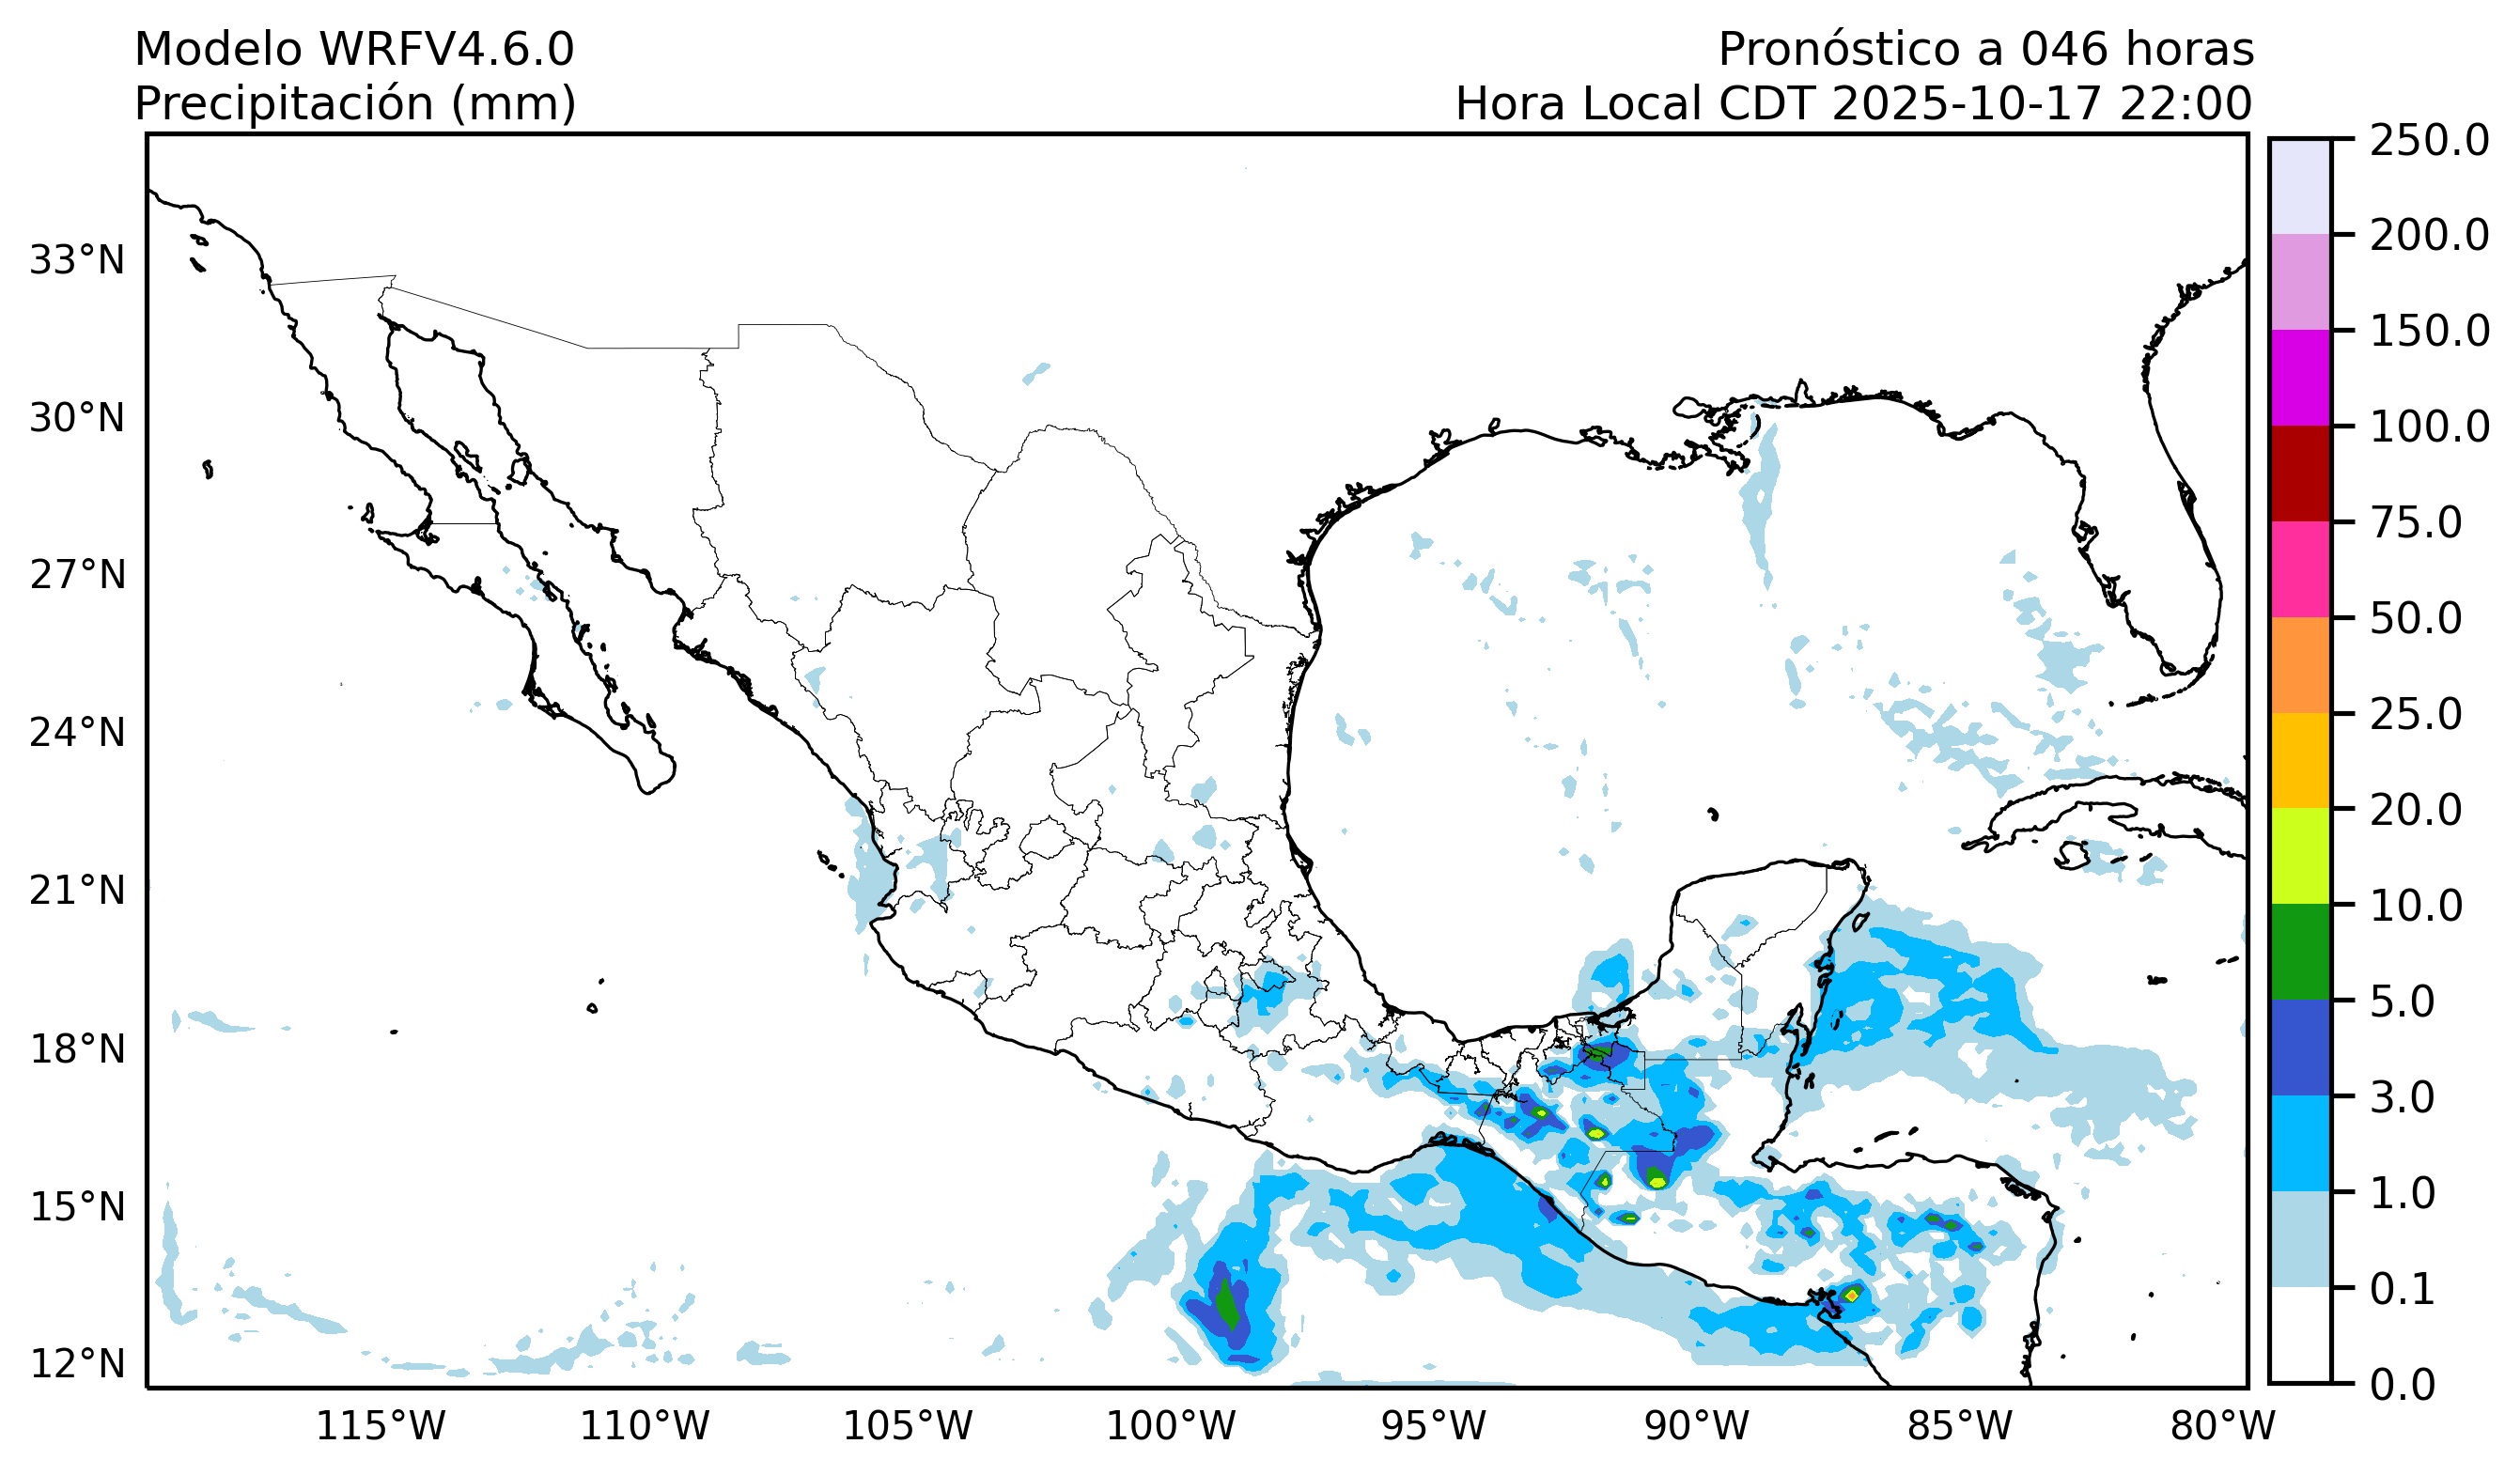 Modelo WRFV4.6.0
Precipitación (mm)
Pronóstico a 046 horas
Hora Local CDT 2025-10-17 22:00
33°N
30°N
27°N
24°N
21°N
18°N
15°N
12°N
115°W
110°W
105°W
100°W
95°W
90°W
85°W
80°W
250.0
200.0
150.0
100.0
75.0
50.0
25.0
20.0
10.0
5.0
3.0
1.0
0.1
0.0